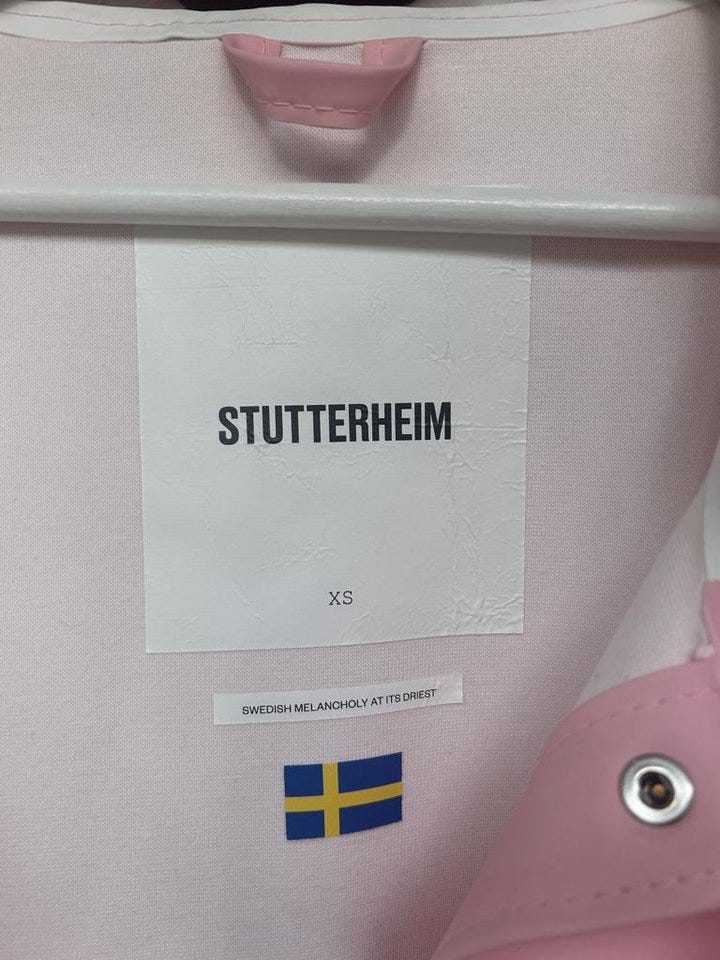 STUTTERHEIM
XS
SWEDISH MELANCHOLY AT ITS DRIEST